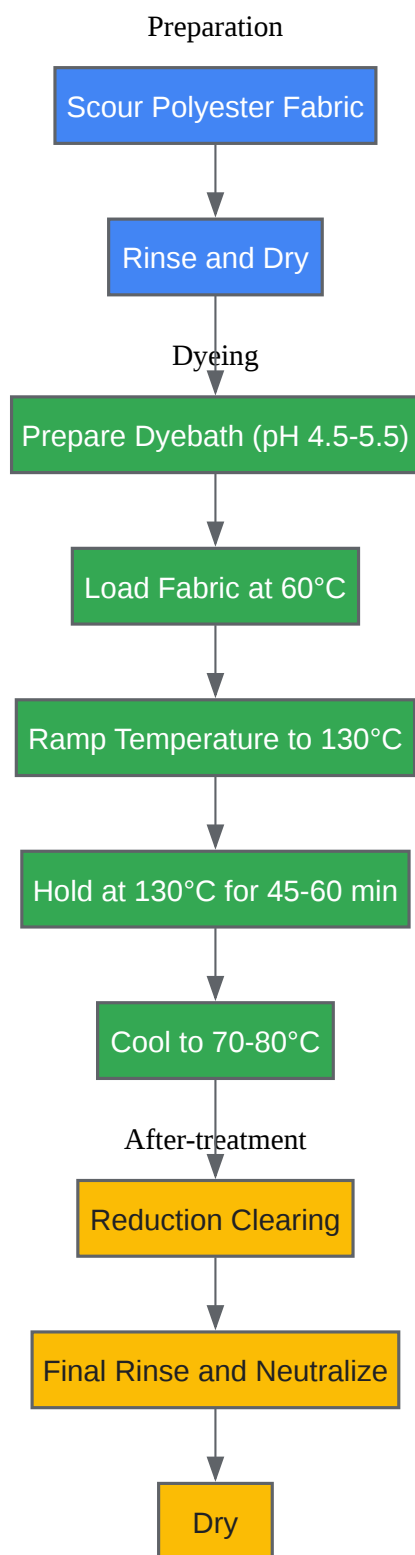 Preparation
Scour Polyester Fabric
Rinse and Dry
Dyeing
Prepare Dyebath (pH 4.5-5.5)
Load Fabric at 60°C
Ramp Temperature to 130°C
Hold at 130°C for 45-60 min
Cool to 70-80°C
After-treatment
Reduction Clearing
Final Rinse and Neutralize
Dry